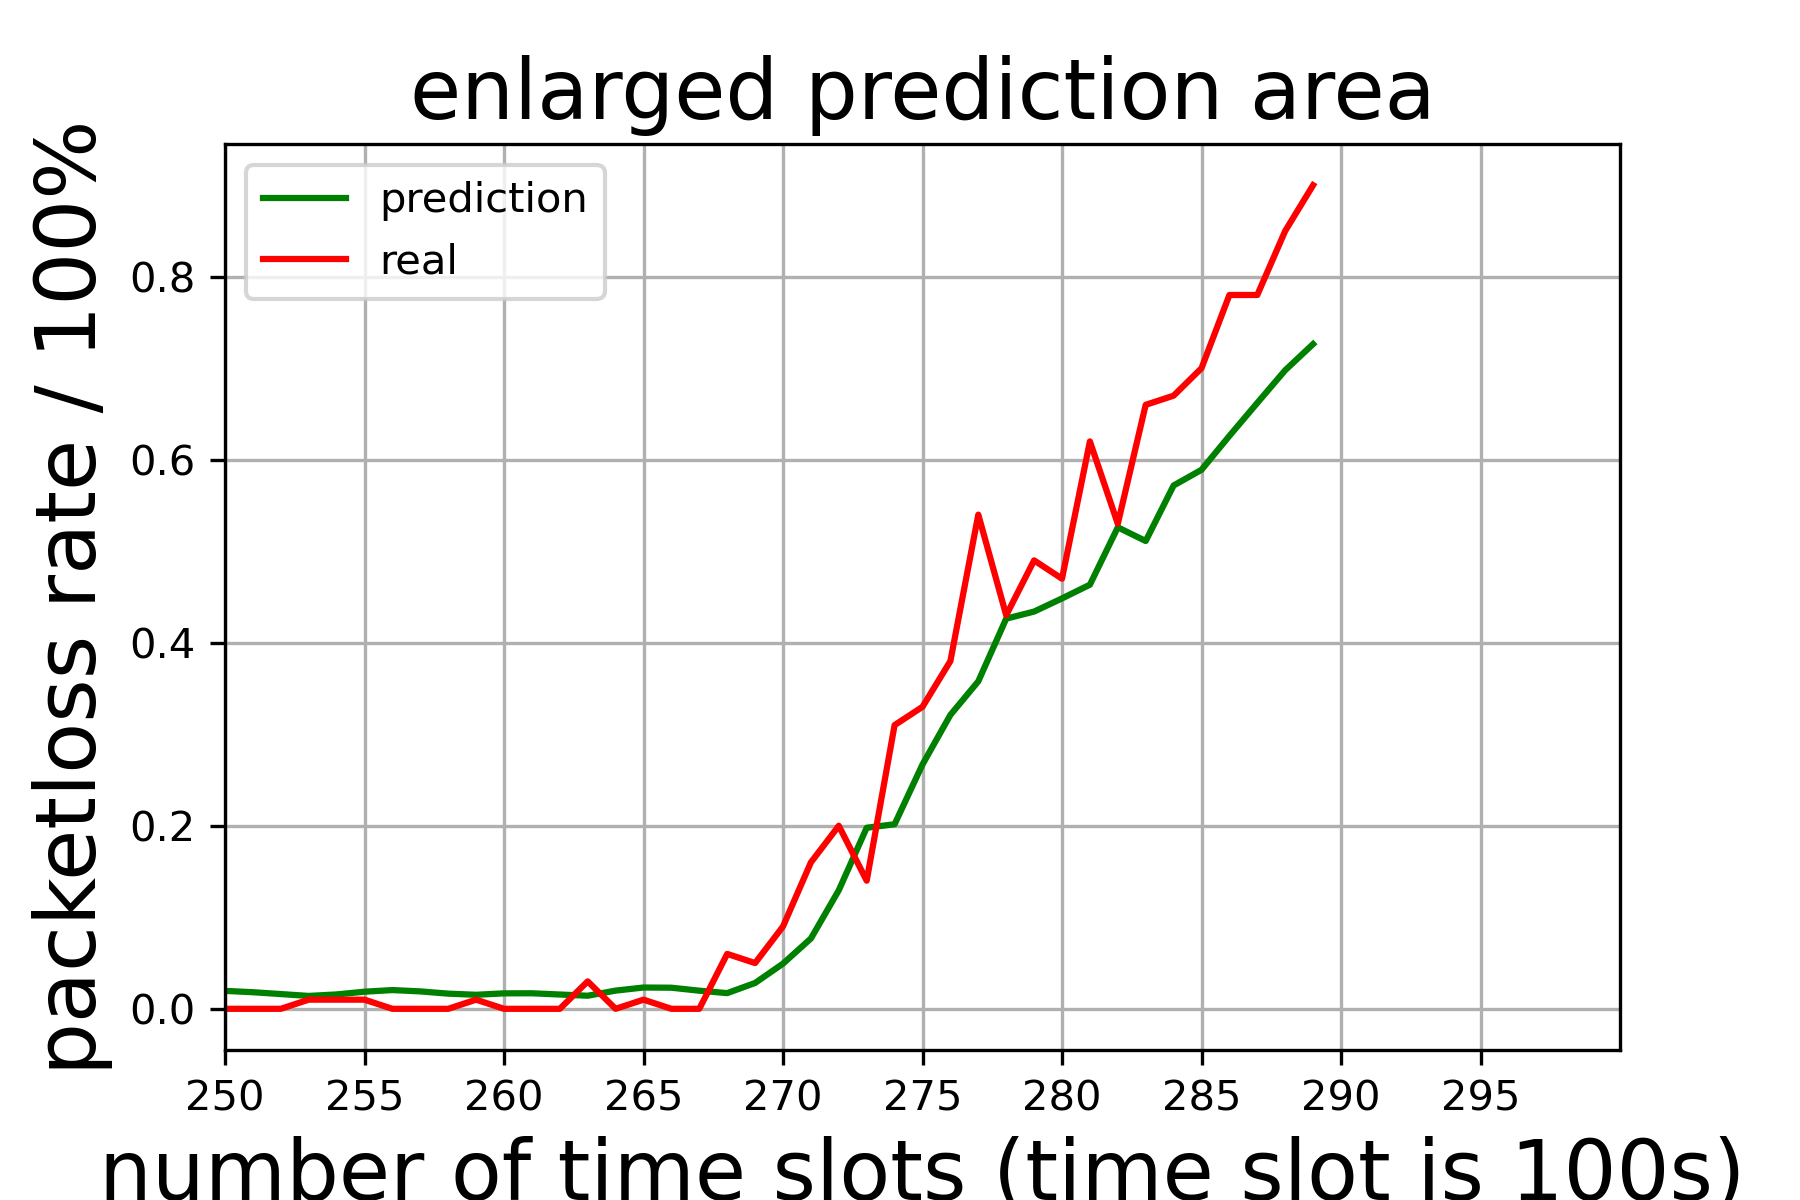 enlarged prediction area
prediction
real
packetloss rate / 100%
0.8
0.6
0.4
0.2
0.0
250 255 260 265 270 275 280 285 290 295
number of time slots (time slot is 100s)